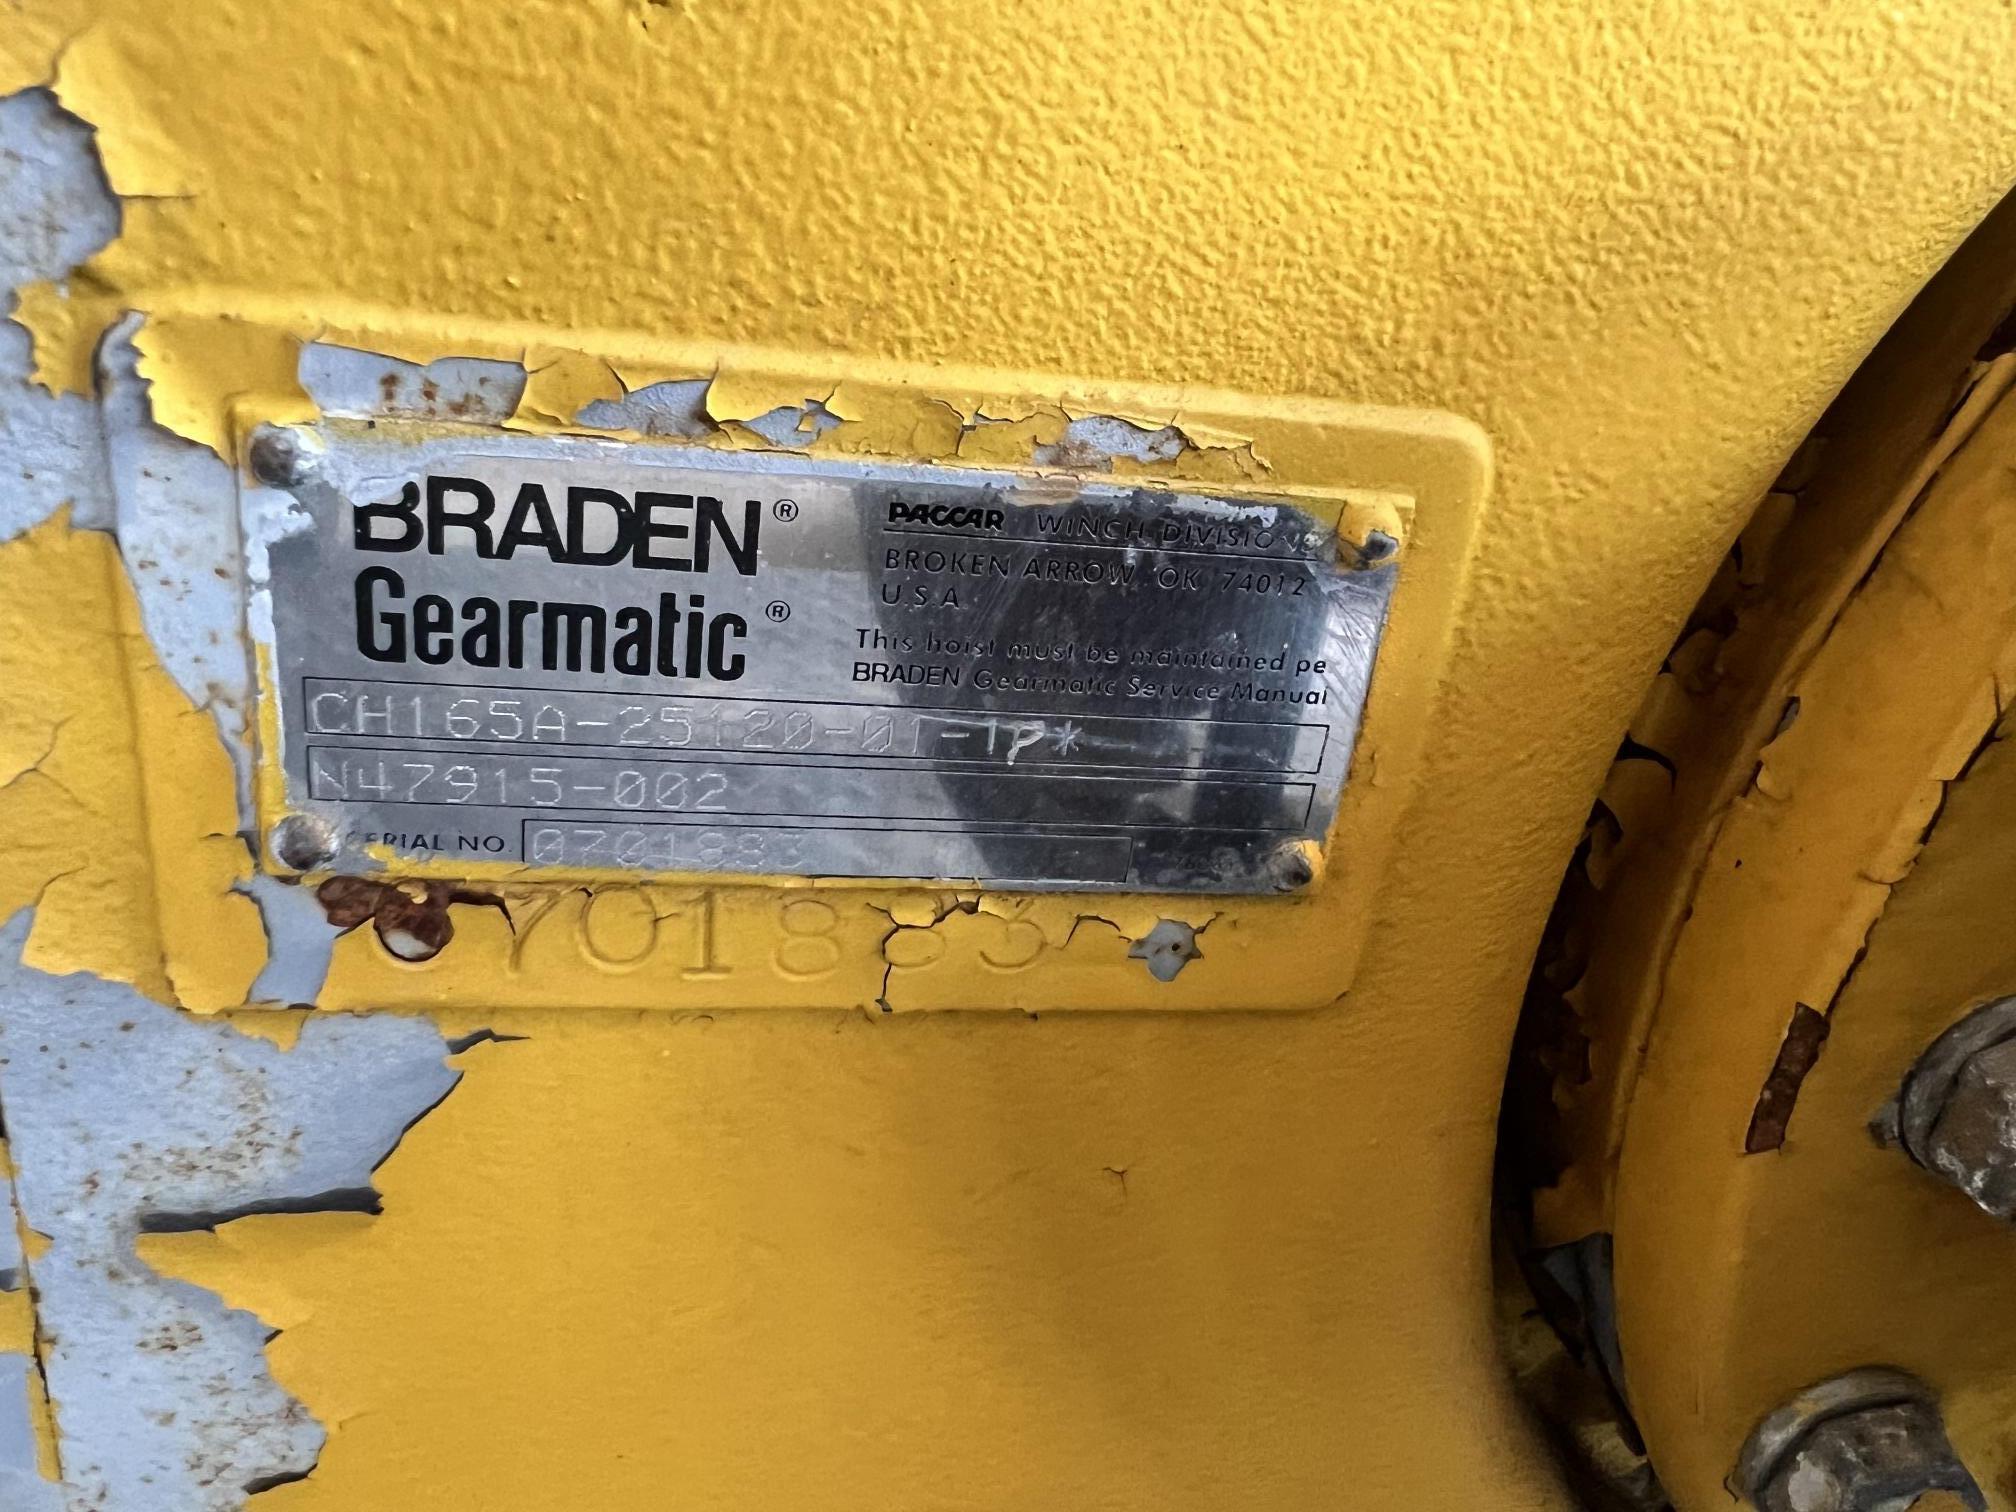 BRADEN®
Gearmatic®
PACCAR WINCH DIVISION
BROKEN ARROW, OK 74012
U.S.A.
This hoist must be maintained pe
BRADEN Gearmatic Service Manual
CH165A-25120-01-1P*
N47915-002
SERIAL NO. 0701883
701883